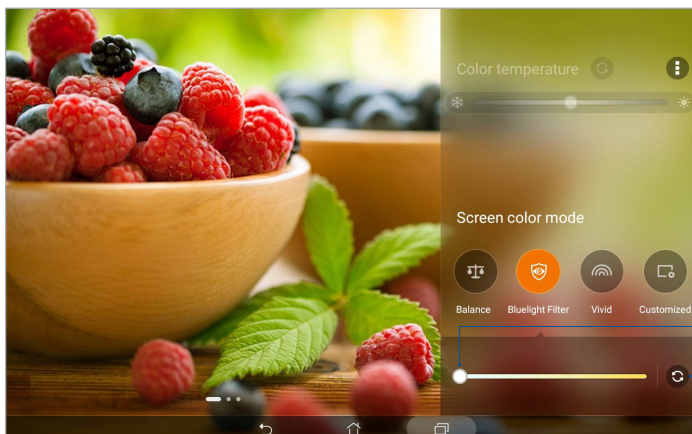 Color temperature
Screen color mode
Balance
Bluelight Filter
Vivid
Customized